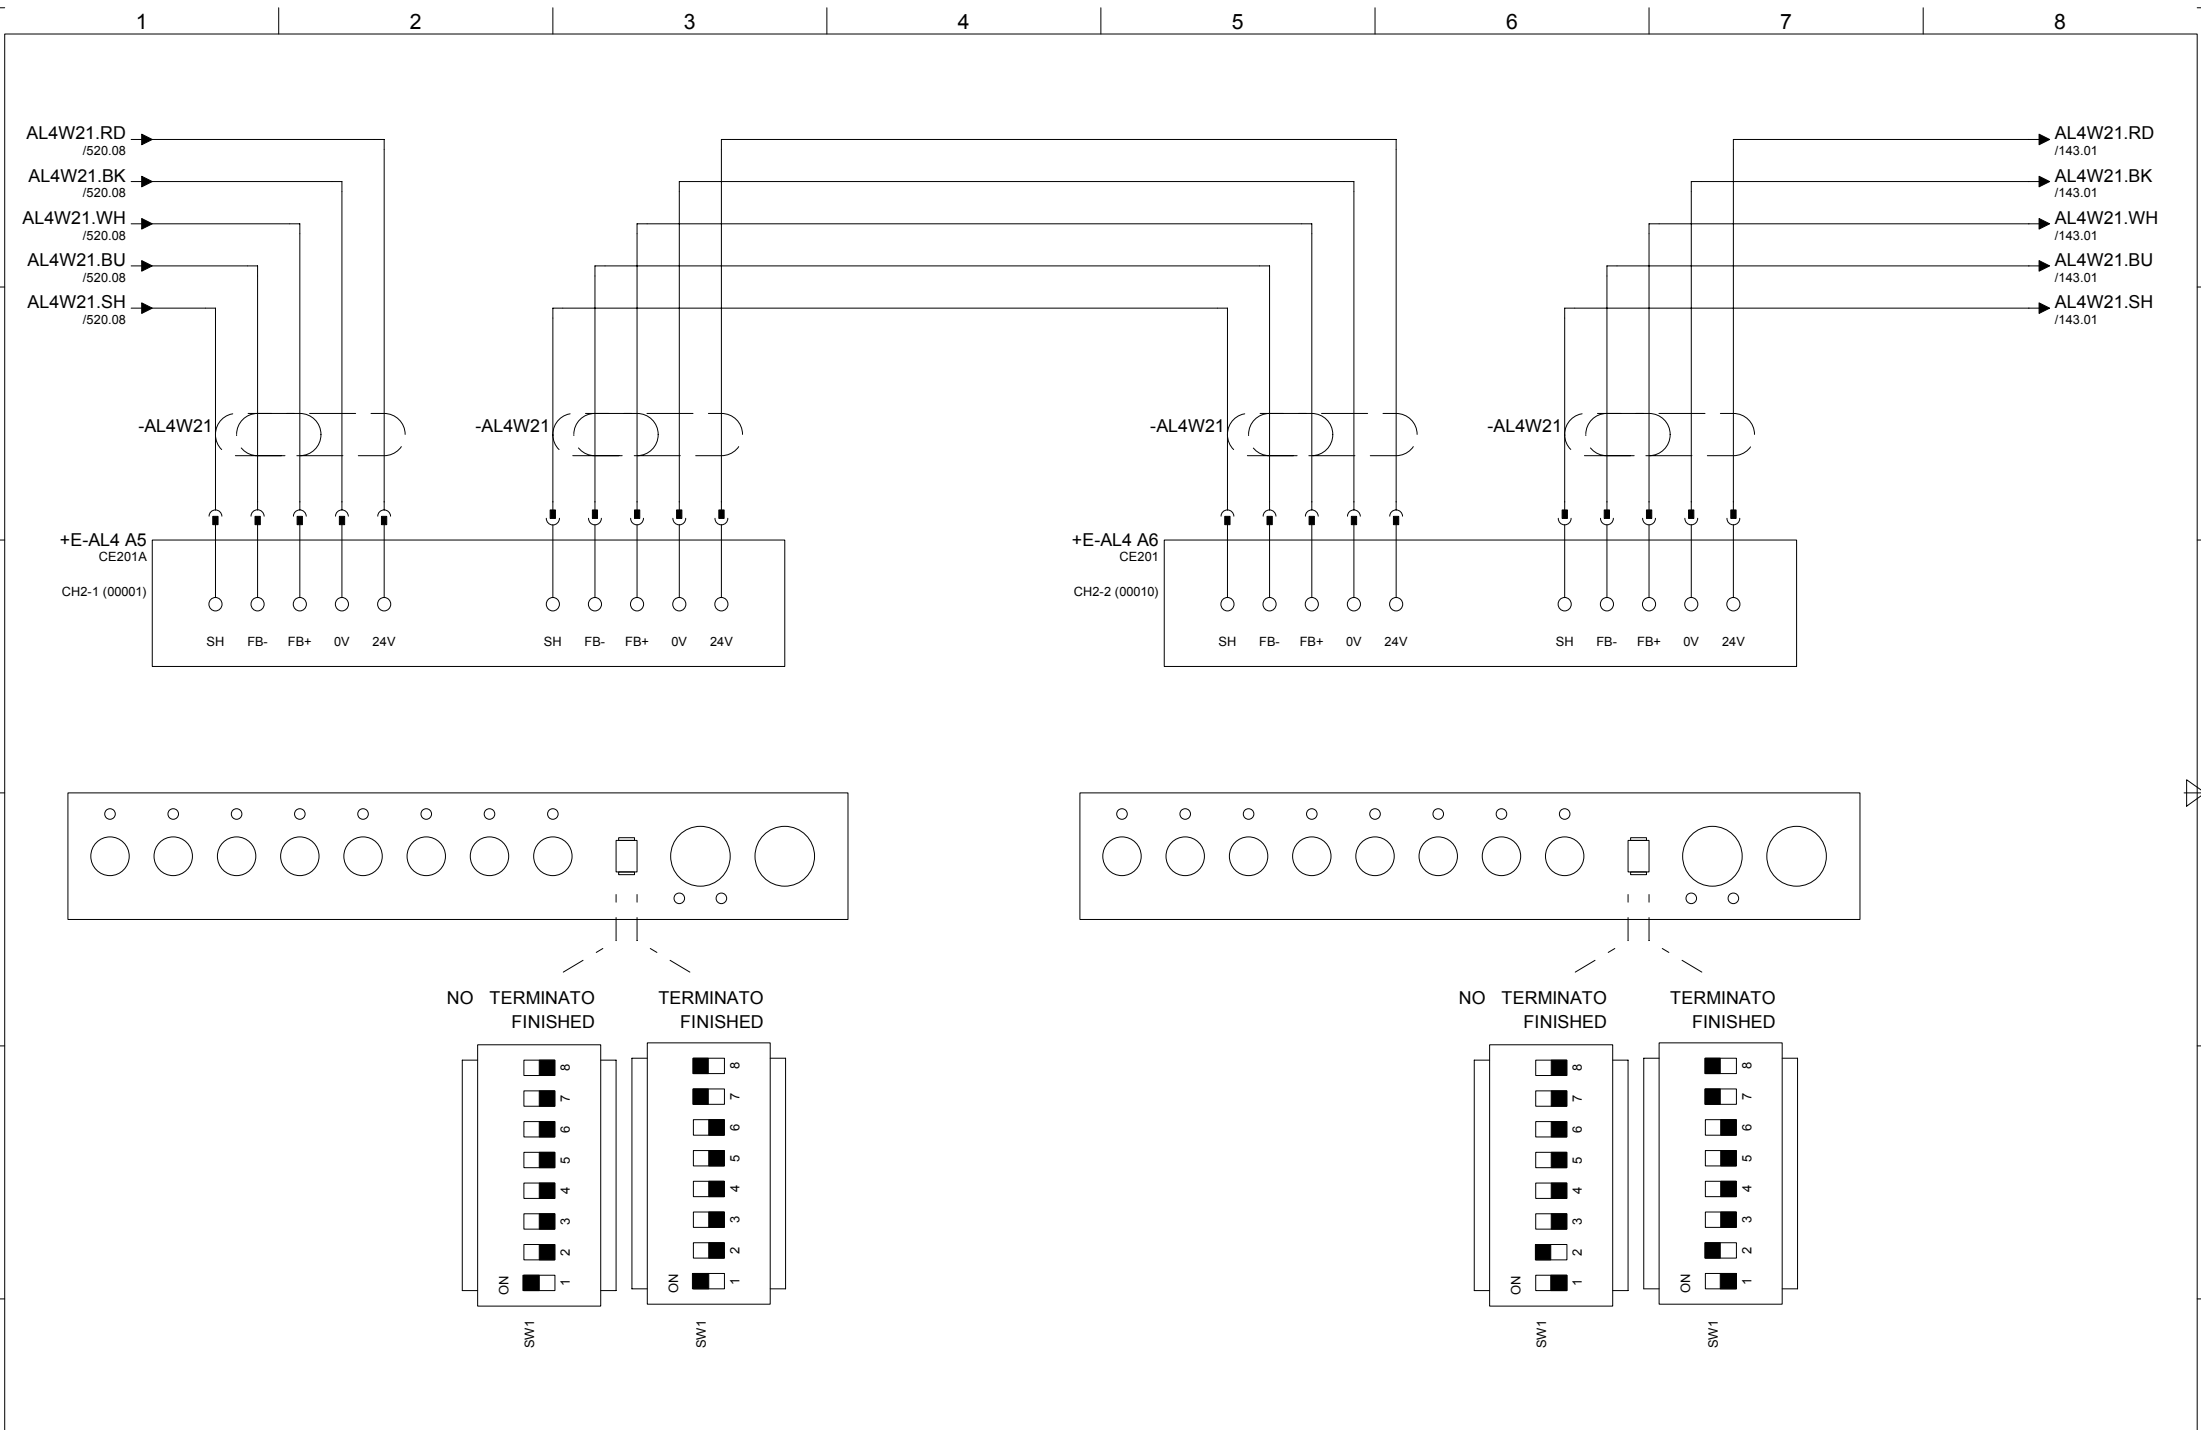 1 2 3 4 5 6 7 8
AL4W21.RD
/520.08
AL4W21.BK
/520.08
AL4W21.WH
/520.08
AL4W21.BU
/520.08
AL4W21.SH
/520.08
AL4W21.RD
/143.01
AL4W21.BK
/143.01
AL4W21.WH
/143.01
AL4W21.BU
/143.01
AL4W21.SH
/143.01
-AL4W21 -AL4W21 -AL4W21 -AL4W21
+E-AL4 A5
CE201A
CH2-1 (00001)
SH FB- FB+ 0V 24V SH FB- FB+ 0V 24V
+E-AL4 A6
CE201
CH2-2 (00010)
SH FB- FB+ 0V 24V SH FB- FB+ 0V 24V
NO TERMINATO
FINISHED
8
7
6
5
4
3
2
ON 1
SW1
TERMINATO
FINISHED
8
7
6
5
4
3
2
ON 1
SW1
NO TERMINATO
FINISHED
8
7
6
5
4
3
2
ON 1
SW1
TERMINATO
FINISHED
8
7
6
5
4
3
2
ON 1
SW1